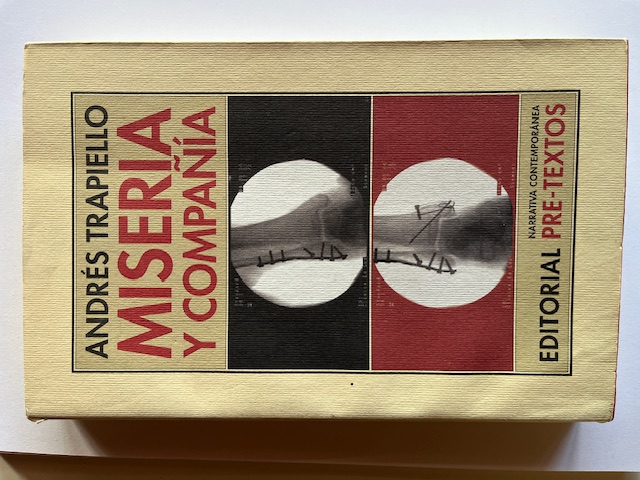 ANDRÉS TRAPIELLO
MISERIA
Y COMPAÑÍA
NARRATIVA CONTEMPORÁNEA
EDITORIAL PRE-TEXTOS